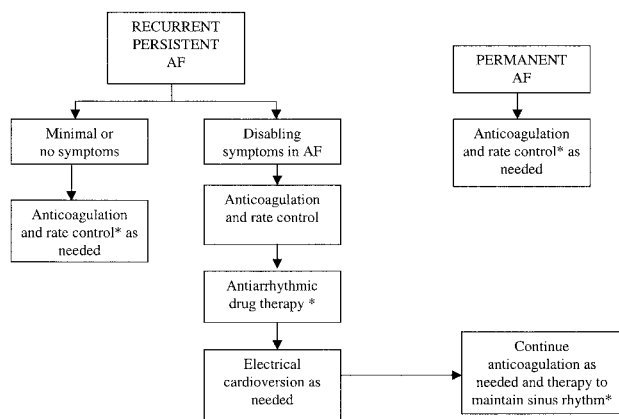 RECURRENT
PERSISTENT
AF
PERMANENT
AF
Minimal or
no symptoms
Disabling
symptoms in AF
Anticoagulation
and rate control* as
needed
Anticoagulation
and rate control* as
needed
Anticoagulation
and rate control
Antiarrhythmic
drug therapy *
Electrical
cardioversion as
needed
Continue
anticoagulation as
needed and therapy to
maintain sinus rhythm*